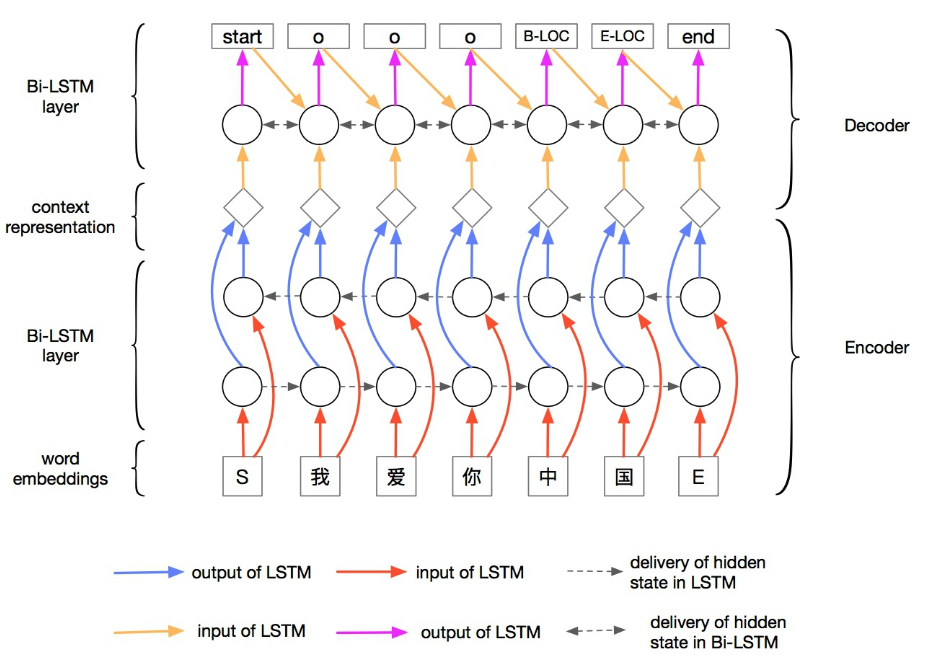 start o o o B-LOC E-LOC end
Bi-LSTM
layer
Decoder
context
representation
Bi-LSTM
layer
Encoder
word
embeddings
S 我 爱 你 中 国 E
output of LSTM
input of LSTM
delivery of hidden
state in LSTM
input of LSTM
output of LSTM
delivery of hidden
state in Bi-LSTM